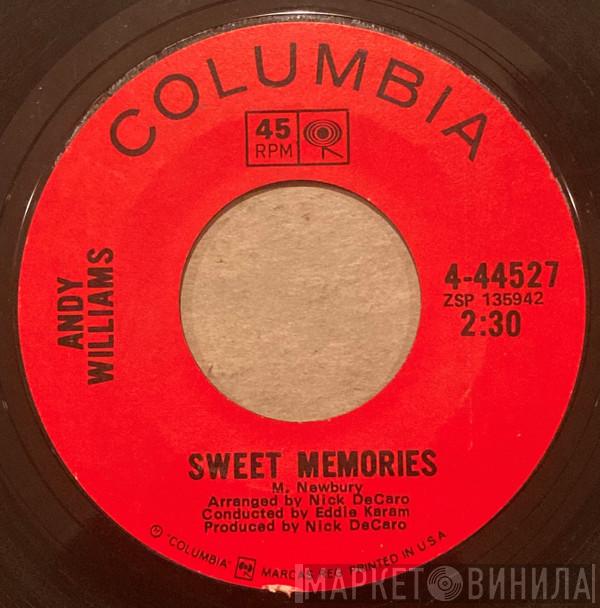 COLUMBIA
45
RPM
ANDY
WILLIAMS
4-44527
ZSP 135942
2:30
SWEET MEMORIES
M. Newbury
Arranged by Nick DeCaro
Conducted by Eddie Karam
Produced by Nick DeCaro
Ⓜ "COLUMBIA" MARCAS REG. PRINTED IN U.S.A
МАРКЕТ ВИНИЛА